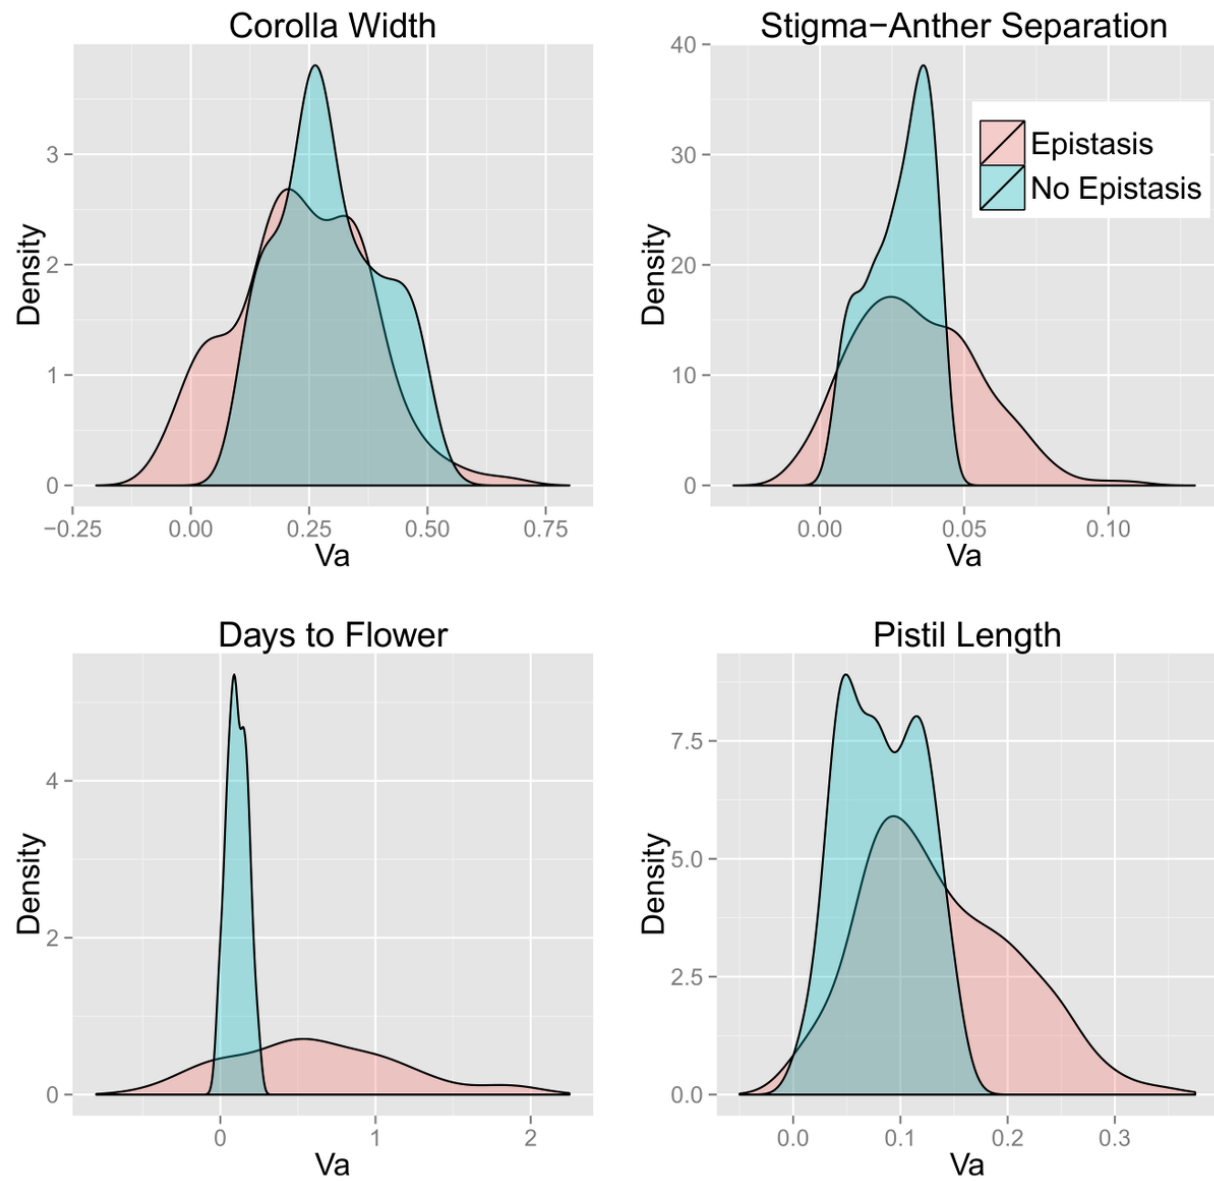 Corolla Width
Density
3
2
1
0
−0.25 0.00 0.25 0.50 0.75
Va
Stigma−Anther Separation
Density
40
30
20
10
0
0.00 0.05 0.10
Va
Epistasis
No Epistasis
Days to Flower
Density
4
2
0
0 1 2
Va
Pistil Length
Density
7.5
5.0
2.5
0.0
0.0 0.1 0.2 0.3
Va